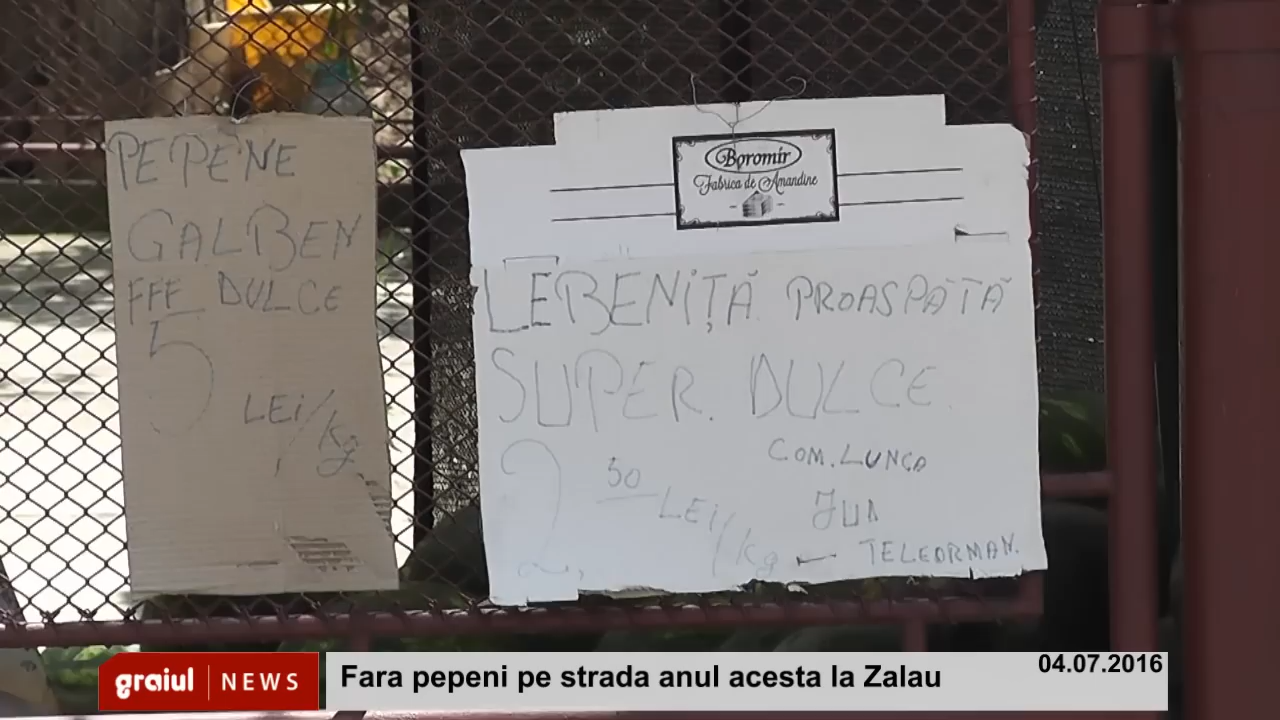 PEPENE
GALBEN
FFF DULCE
5
LEI/kg
Boromir
Fabrica de Amandine
LEBENIȚĂ PROASPĂTĂ
SUPER DULCE
2,50 LEI/kg
COM. LUNCA
JUD
TELEORMAN.
graiul NEWS
Fara pepeni pe strada anul acesta la Zalau
04.07.2016